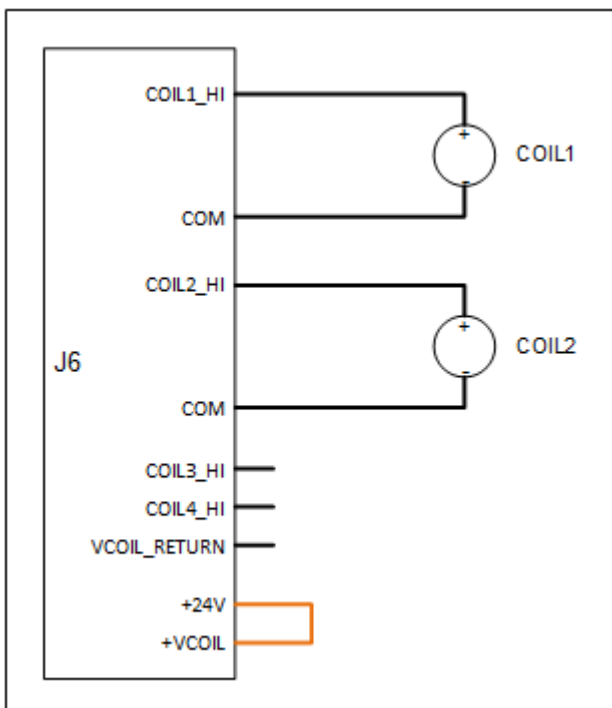 COIL1_HI
+
COIL1
-
COM
COIL2_HI
+
COIL2
-
J6
COM
COIL3_HI
COIL4_HI
VCOIL_RETURN
+24V
+VCOIL